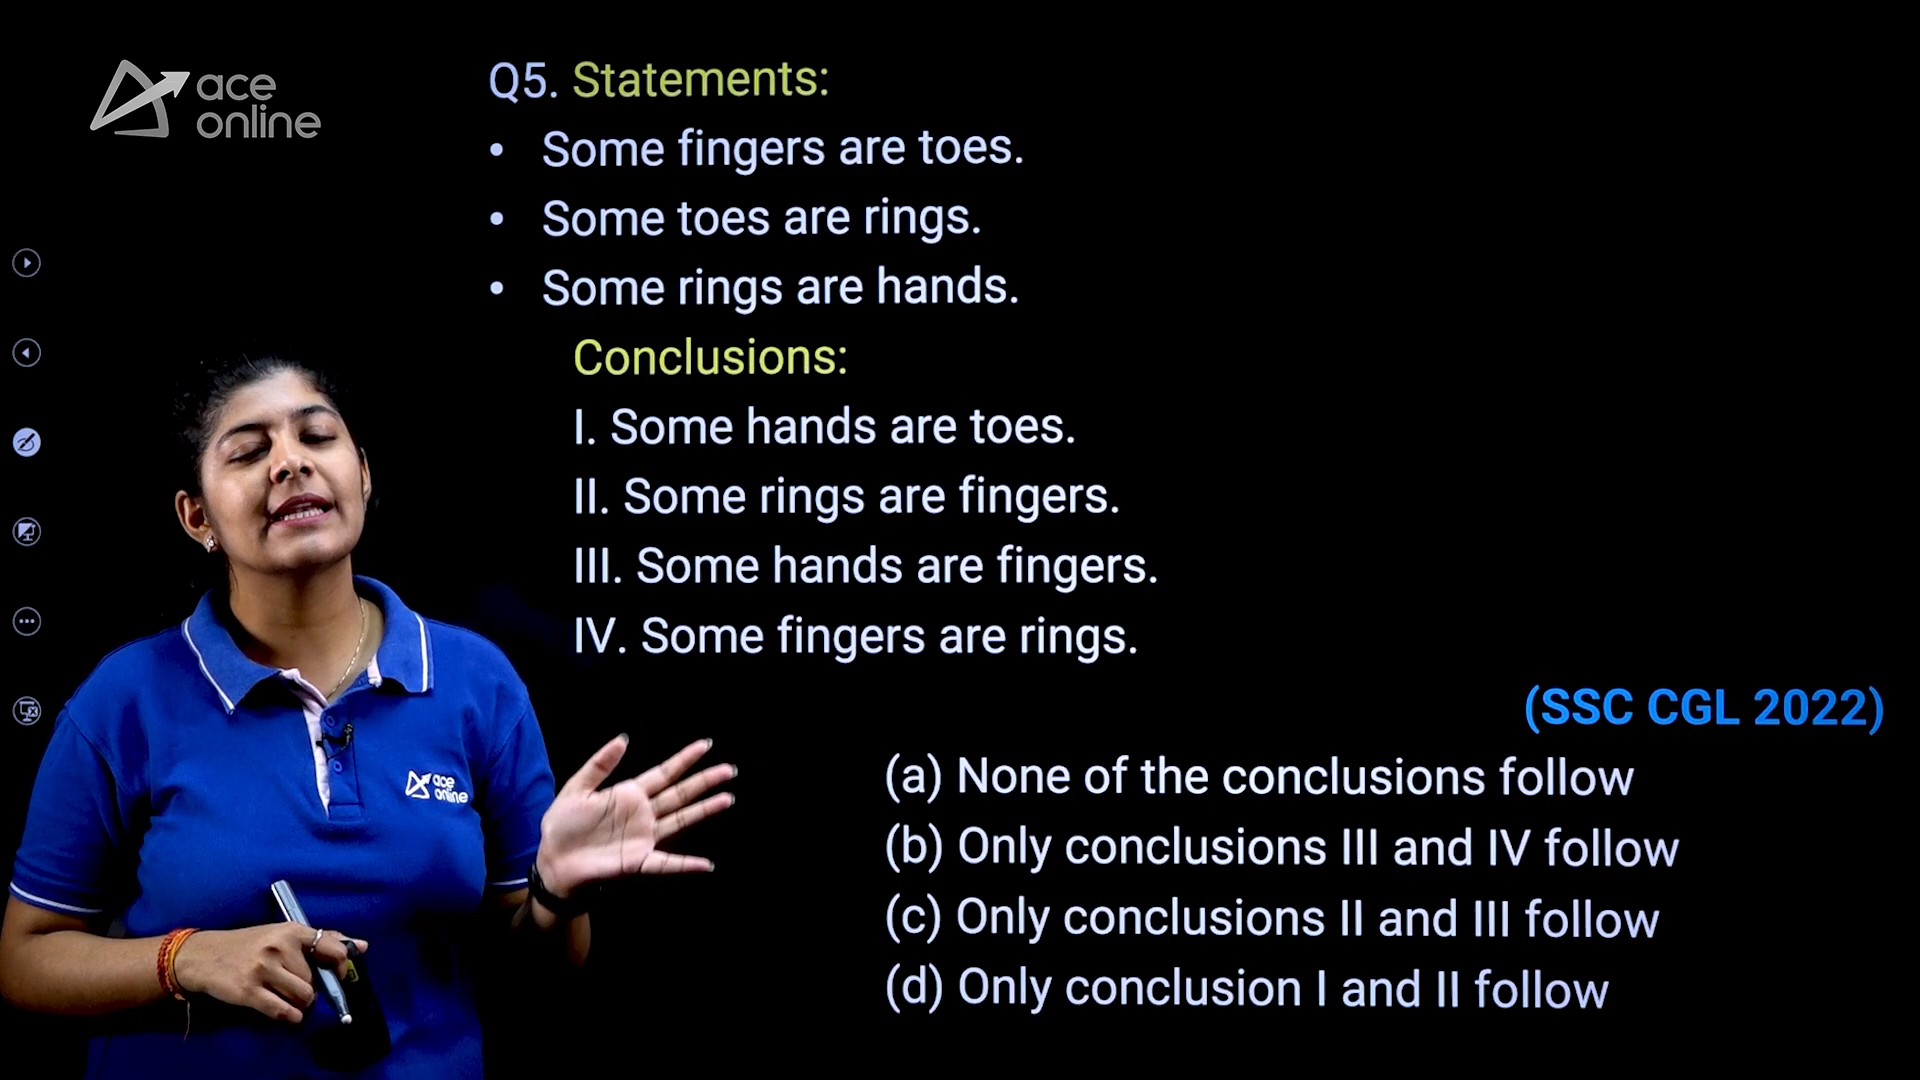 ace
online
Q5. Statements:
• Some fingers are toes.
• Some toes are rings.
• Some rings are hands.
Conclusions:
I. Some hands are toes.
II. Some rings are fingers.
III. Some hands are fingers.
IV. Some fingers are rings.
(SSC CGL 2022)
(a) None of the conclusions follow
(b) Only conclusions III and IV follow
(c) Only conclusions II and III follow
(d) Only conclusion I and II follow
ace
online